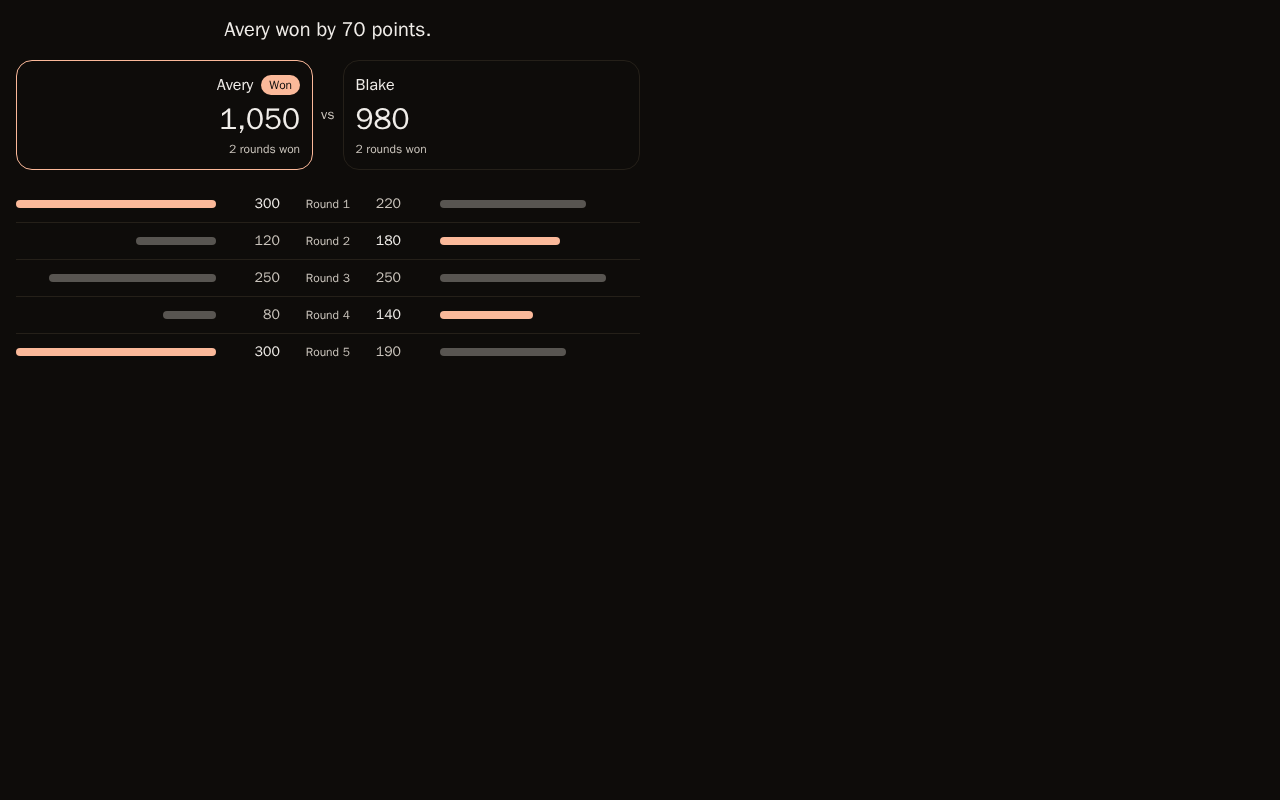 Avery won by 70 points.
Avery Won
1,050
2 rounds won
vs
Blake
980
2 rounds won
300 Round 1 220
120 Round 2 180
250 Round 3 250
80 Round 4 140
300 Round 5 190